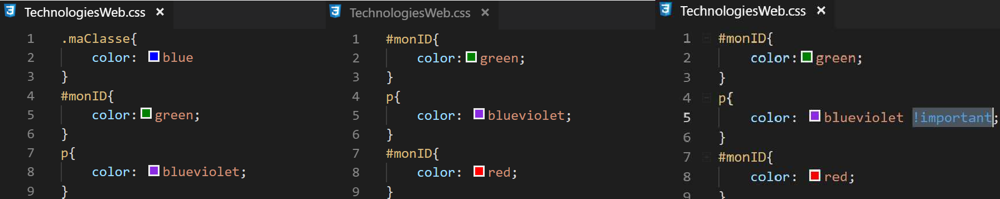 TechnologiesWeb.css ×
1 .maClasse{
2 color: blue
3 }
4 #monID{
5 color: green;
6 }
7 p{
8 color: blueviolet;
9 }
TechnologiesWeb.css ×
1 #monID{
2 color: green;
3 }
4 p{
5 color: blueviolet;
6 }
7 #monID{
8 color: red;
9 }
TechnologiesWeb.css ×
1 #monID{
2 color: green;
3 }
4 p{
5 color: blueviolet !important;
6 }
7 #monID{
8 color: red;
9 }